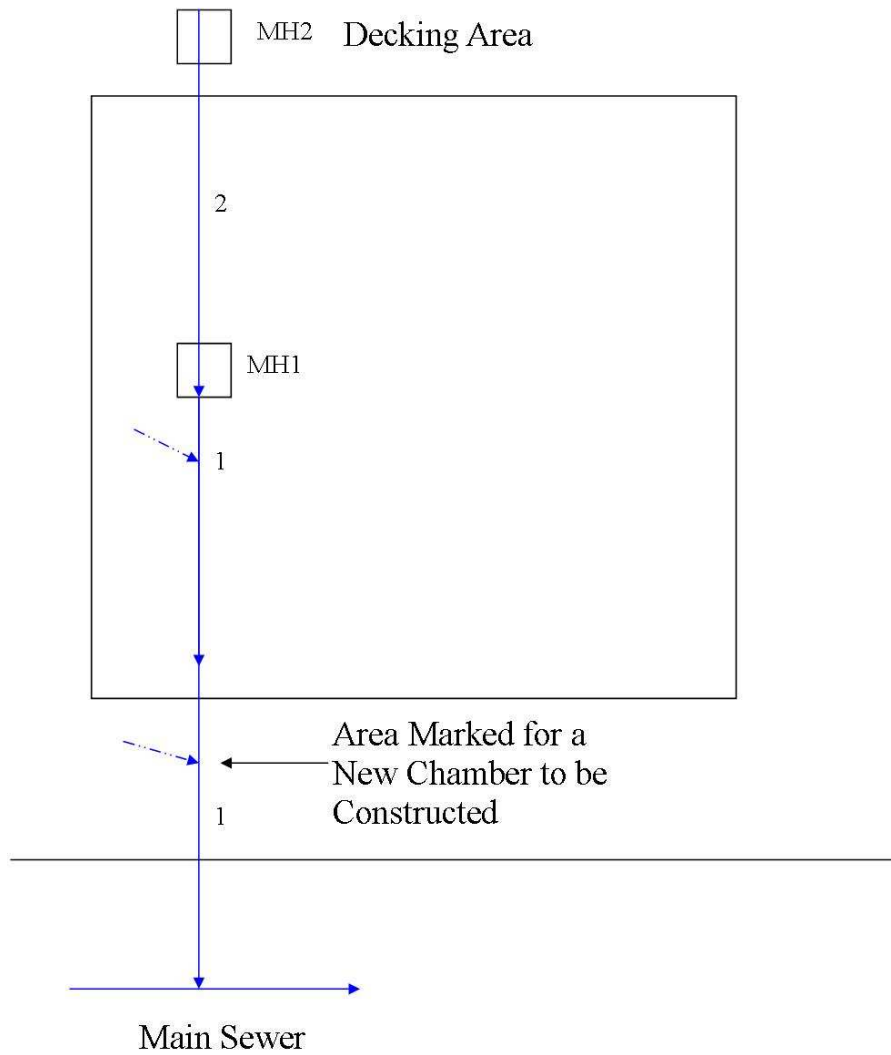 MH2
Decking Area
2
MH1
1
Area Marked for a
New Chamber to be
Constructed
1
Main Sewer